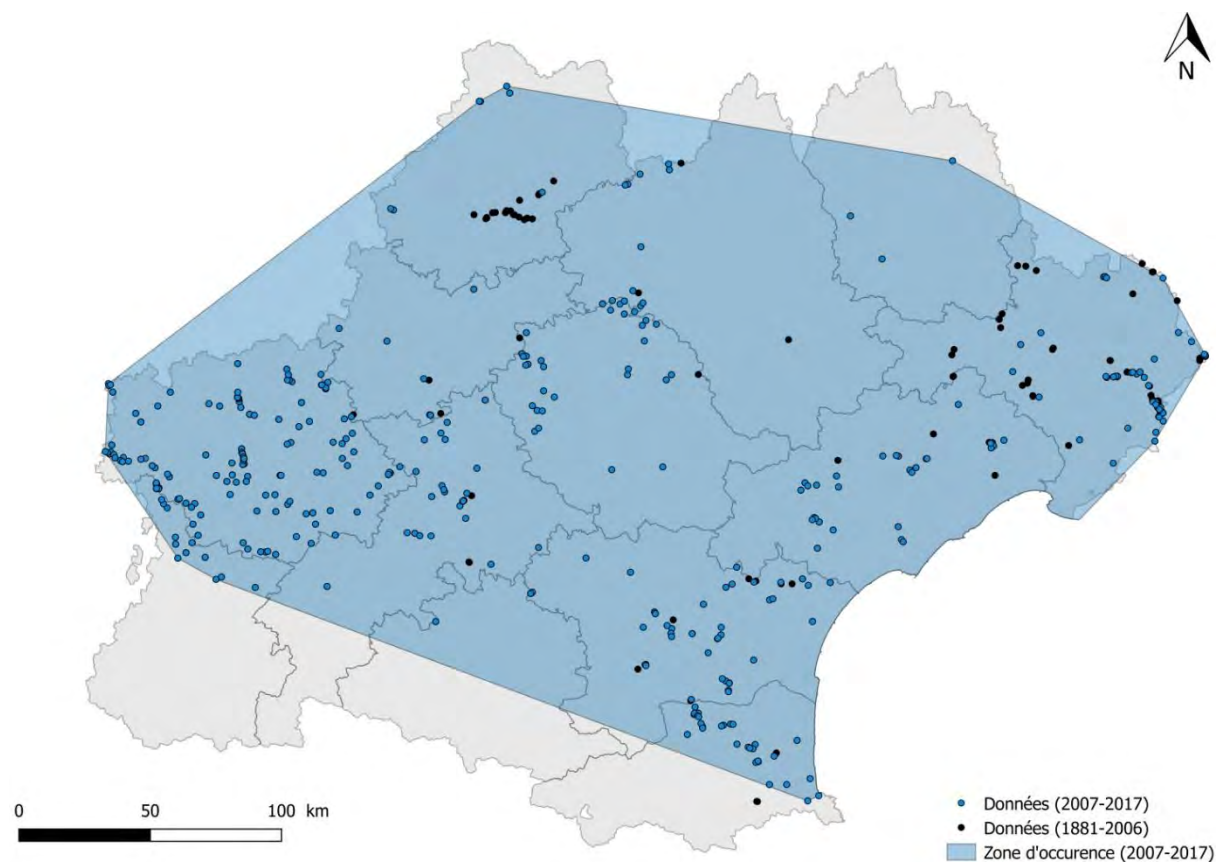 N
0 50 100 km
Données (2007-2017)
Données (1881-2006)
Zone d'occurence (2007-2017)